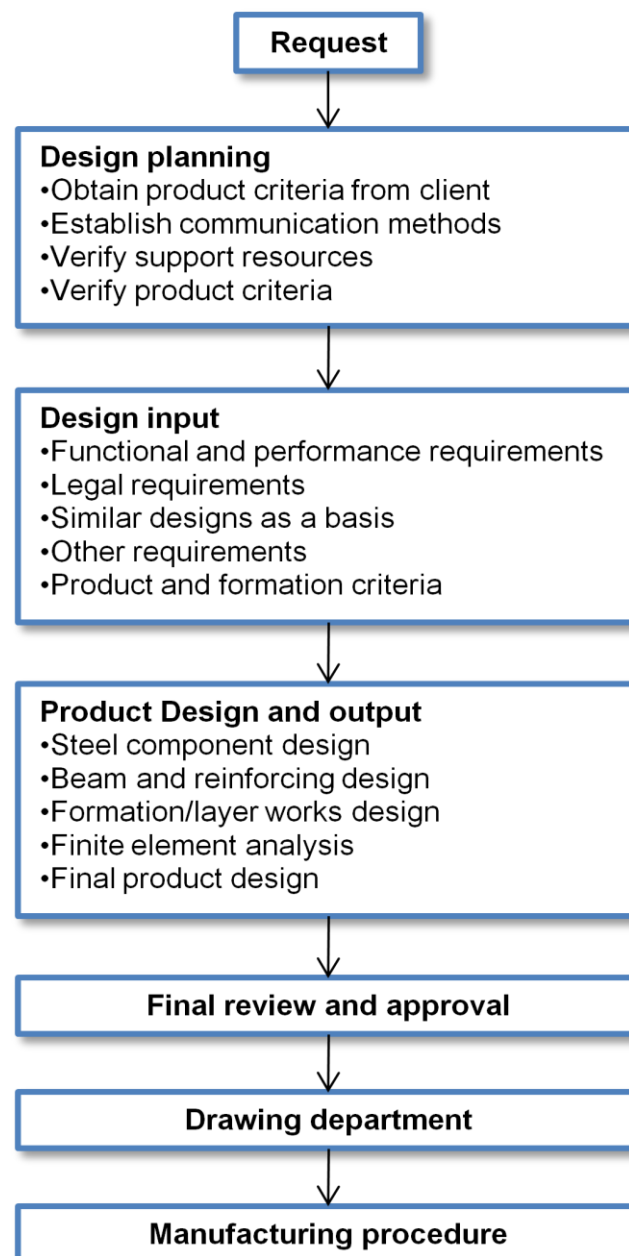 Request
Design planning
•Obtain product criteria from client
•Establish communication methods
•Verify support resources
•Verify product criteria
Design input
•Functional and performance requirements
•Legal requirements
•Similar designs as a basis
•Other requirements
•Product and formation criteria
Product Design and output
•Steel component design
•Beam and reinforcing design
•Formation/layer works design
•Finite element analysis
•Final product design
Final review and approval
Drawing department
Manufacturing procedure